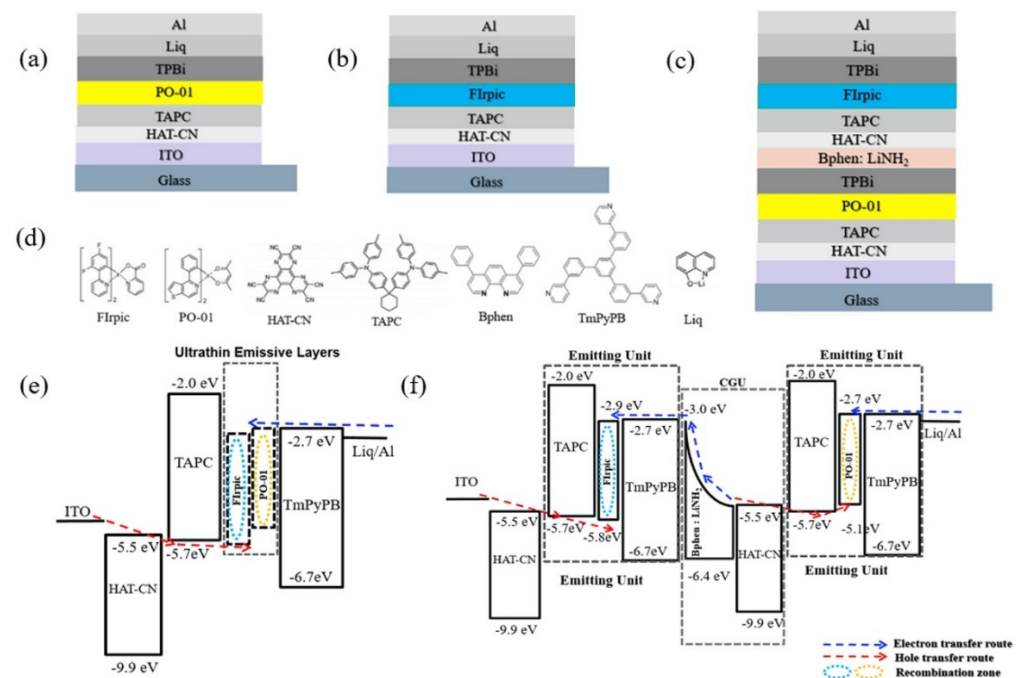 (a)
Al
Liq
TPBi
PO-01
TAPC
HAT-CN
ITO
Glass
(b)
Al
Liq
TPBi
FIrpic
TAPC
HAT-CN
ITO
Glass
(c)
Al
Liq
TPBi
FIrpic
TAPC
HAT-CN
Bphen: LiNH2
TPBi
PO-01
TAPC
HAT-CN
ITO
Glass
(d)
FIrpic
PO-01
HAT-CN
TAPC
Bphen
TmPyPB
Liq
(e)
Ultrathin Emissive Layers
-2.0 eV
TAPC
FIrpic
PO-01
-2.7 eV
Liq/Al
TmPyPB
ITO
-5.5 eV
-5.7eV
HAT-CN
-6.7eV
-9.9 eV
(f)
Emitting Unit
Emitting Unit
CGU
-2.0 eV
-2.9 eV
-3.0 eV
-2.0 eV
-2.7 eV
TAPC
FIrpic
-2.7 eV
TmPyPB
Bphen : LiNH2
TAPC
PO-01
-2.7 eV
Liq/Al
TmPyPB
ITO
-5.5 eV
-5.7eV
-5.8eV
-5.5 eV
-5.7eV
-5.1eV
HAT-CN
-6.7eV
-6.4 eV
HAT-CN
-6.7eV
Emitting Unit
Emitting Unit
-9.9 eV
-9.9 eV
Electron transfer route
Hole transfer route
Recombination zone